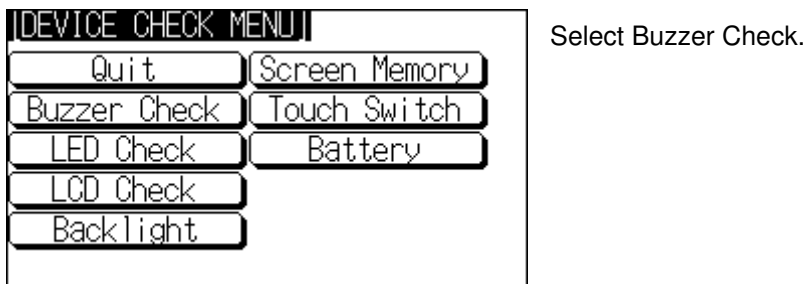 DEVICE CHECK MENU
Select Buzzer Check.
Quit
Screen Memory
Buzzer Check
Touch Switch
LED Check
Battery
LCD Check
Backlight